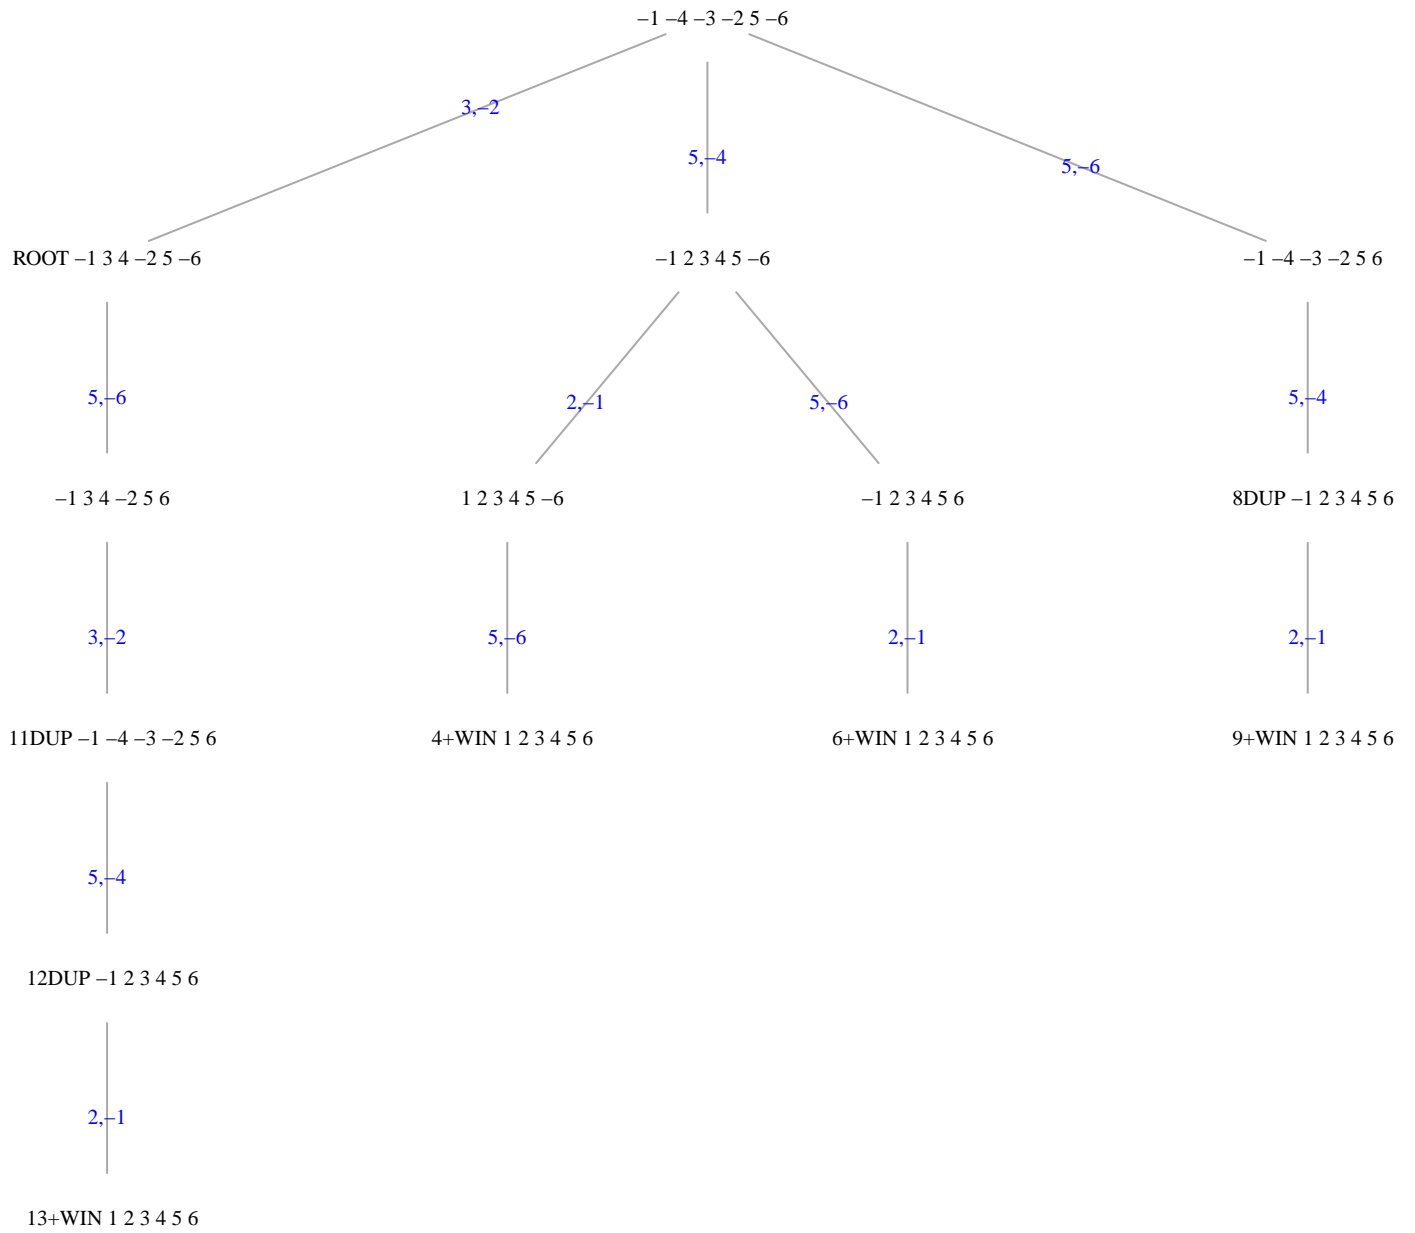 –1 –4 –3 –2 5 –6
3,–2
5,–4
5,–6
ROOT –1 3 4 –2 5 –6
–1 2 3 4 5 –6
–1 –4 –3 –2 5 6
5,–6
2,–1
5,–6
5,–4
–1 3 4 –2 5 6
1 2 3 4 5 –6
–1 2 3 4 5 6
8DUP –1 2 3 4 5 6
3,–2
5,–6
2,–1
2,–1
11DUP –1 –4 –3 –2 5 6
4+WIN 1 2 3 4 5 6
6+WIN 1 2 3 4 5 6
9+WIN 1 2 3 4 5 6
5,–4
12DUP –1 2 3 4 5 6
2,–1
13+WIN 1 2 3 4 5 6